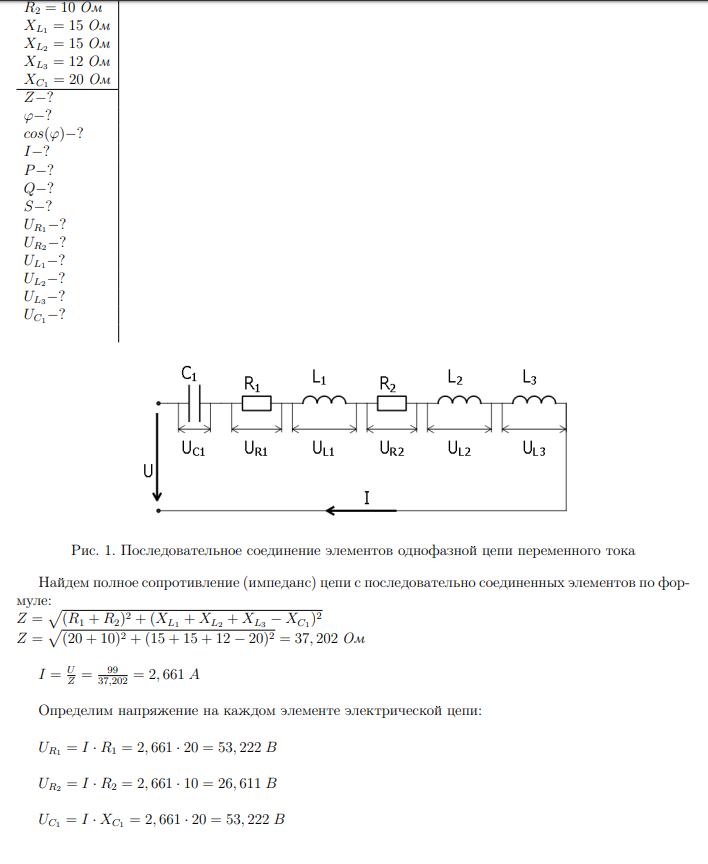 R₂ = 10 Ом
X_L₁ = 15 Ом
X_L₂ = 15 Ом
X_L₃ = 12 Ом
X_C₁ = 20 Ом
Z−?
φ−?
cos(φ)−?
I−?
P−?
Q−?
S−?
U_R₁−?
U_R₂−?
U_L₁−?
U_L₂−?
U_L₃−?
U_C₁−?
C₁ R₁ L₁ R₂ L₂ L₃
U_C1 U_R1 U_L1 U_R2 U_L2 U_L3
U
I
Рис. 1. Последовательное соединение элементов однофазной цепи переменного тока
Найдем полное сопротивление (импеданс) цепи с последовательно соединенных элементов по фор-
муле:
Z = √((R₁ + R₂)² + (X_L₁ + X_L₂ + X_L₃ − X_C₁)²)
Z = √((20 + 10)² + (15 + 15 + 12 − 20)²) = 37,202 Ом
I = U/Z = 99/37,202 = 2,661 А
Определим напряжение на каждом элементе электрической цепи:
U_R₁ = I · R₁ = 2,661 · 20 = 53,222 В
U_R₂ = I · R₂ = 2,661 · 10 = 26,611 В
U_C₁ = I · X_C₁ = 2,661 · 20 = 53,222 В